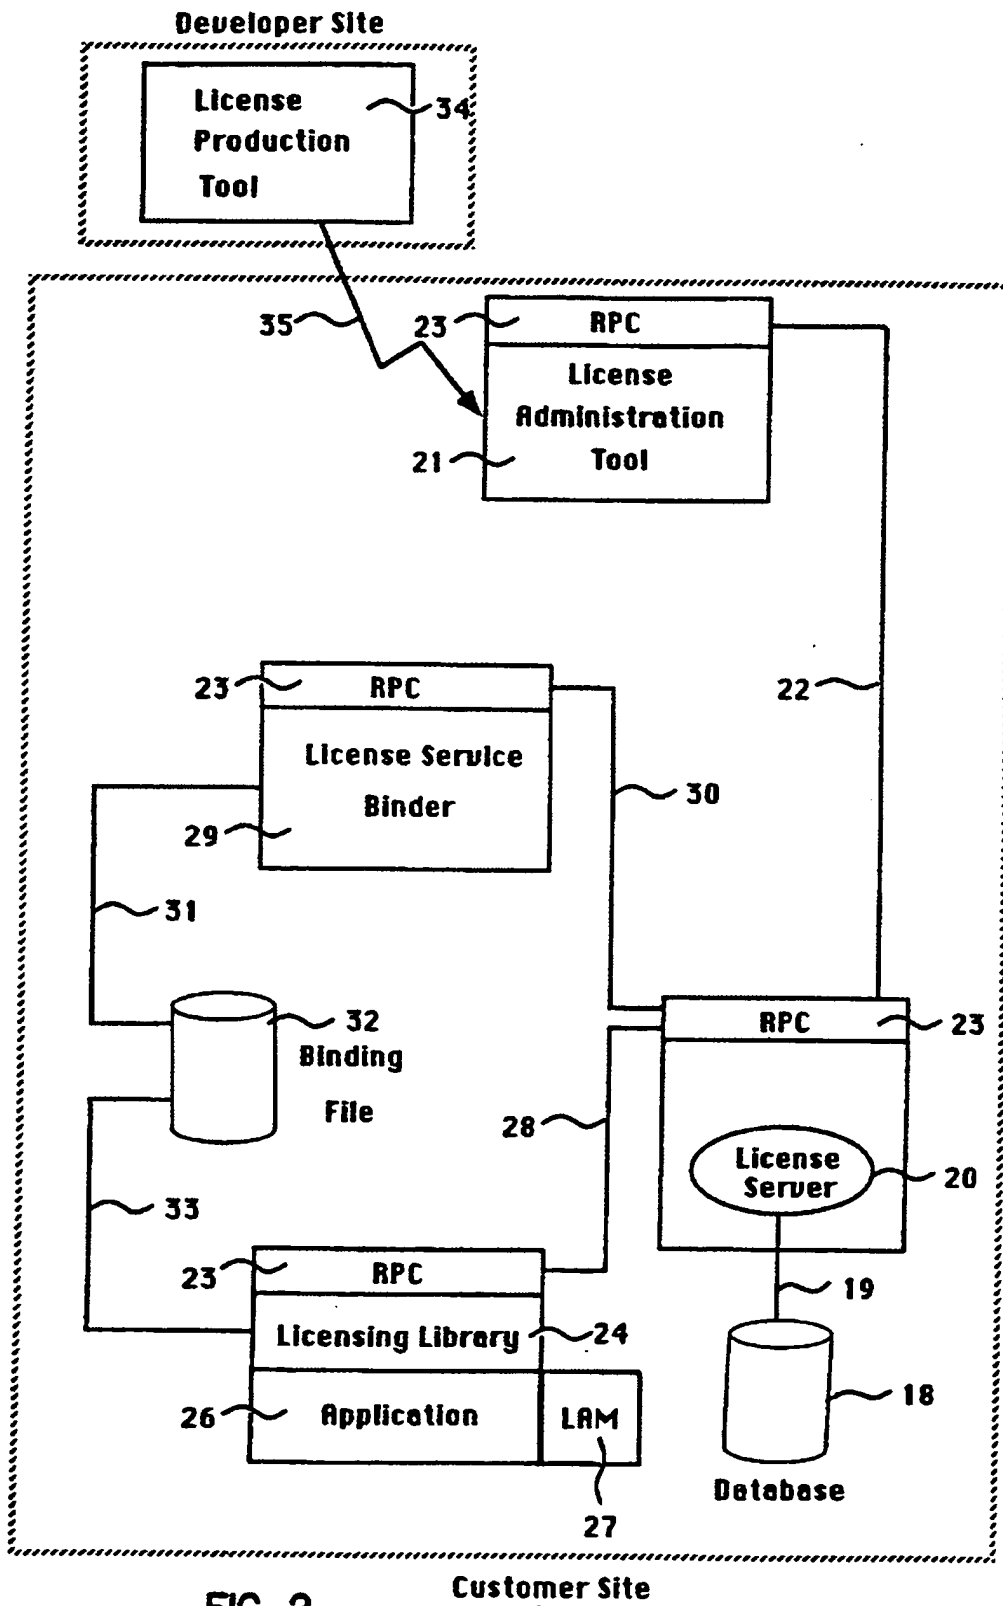 Developer Site
License
Production
Tool
34
35
23
RPC
License
Administration
Tool
21
22
23
RPC
License Service
Binder
29
30
31
32
Binding
File
RPC
23
28
License
Server
20
33
23
RPC
19
Licensing Library
24
26
Application
LAM
18
Database
27
Customer Site
FIG. 2